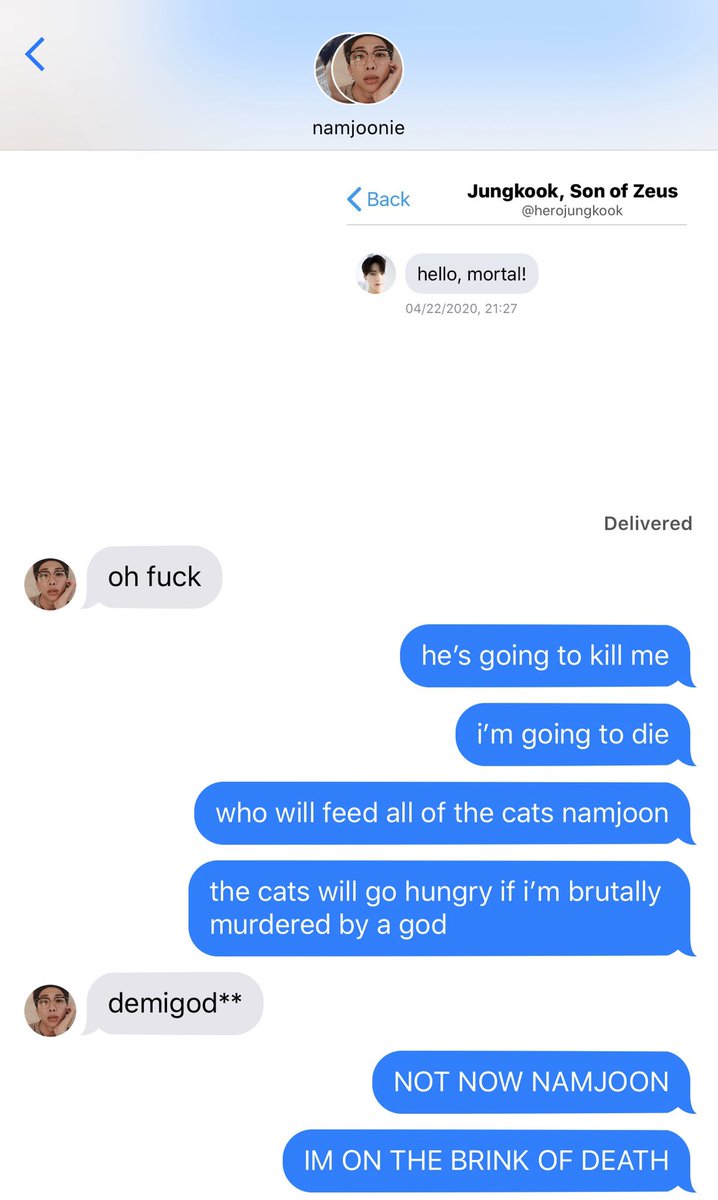 namjoonie
Back
Jungkook, Son of Zeus
@herojungkook
hello, mortal!
04/22/2020, 21:27
Delivered
oh fuck
he’s going to kill me
i’m going to die
who will feed all of the cats namjoon
the cats will go hungry if i’m brutally
murdered by a god
demigod**
NOT NOW NAMJOON
IM ON THE BRINK OF DEATH